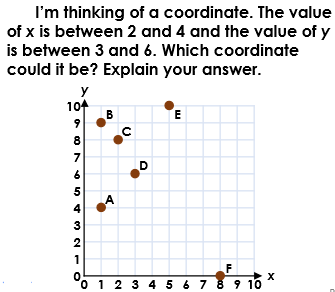 I'm thinking of a coordinate. The value
of x is between 2 and 4 and the value of y
is between 3 and 6. Which coordinate
could it be? Explain your answer.
y
10
B
E
9
C
8
7
D
6
5
A
4
3
2
1
F
0
x
0 1 2 3 4 5 6 7 8 9 10